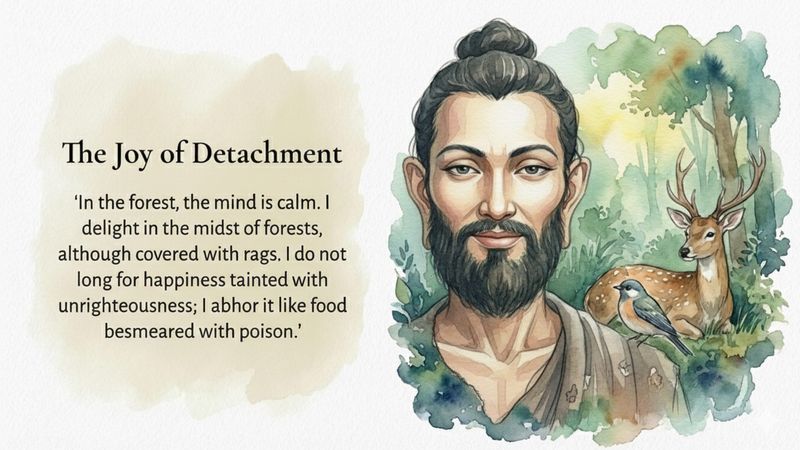 The Joy of Detachment
‘In the forest, the mind is calm. I
delight in the midst of forests,
although covered with rags. I do not
long for happiness tainted with
unrighteousness; I abhor it like food
besmeared with poison.’